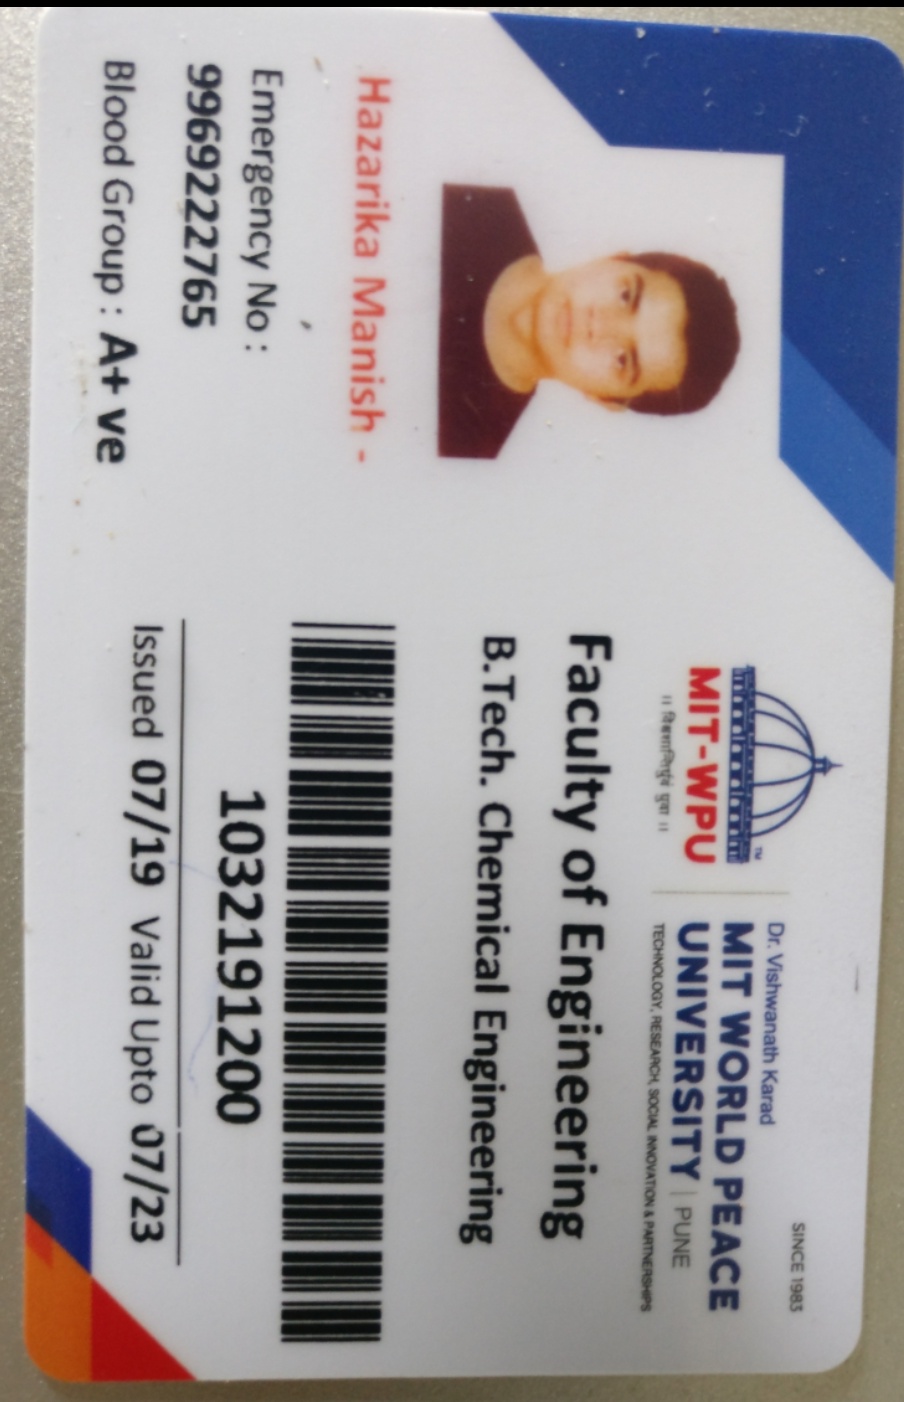 SINCE 1983
Dr. Vishwanath Karad
MIT WORLD PEACE
UNIVERSITY | PUNE
TECHNOLOGY, RESEARCH, SOCIAL INNOVATION & PARTNERSHIPS
TM
MIT-WPU
॥ विश्वशान्तिर्ध्रुवं ध्रुवा ॥
Faculty of Engineering
B.Tech. Chemical Engineering
1032191200
Issued 07/19 Valid Upto 07/23
Hazarika Manish -
Emergency No :
9969222765
Blood Group : A+ ve